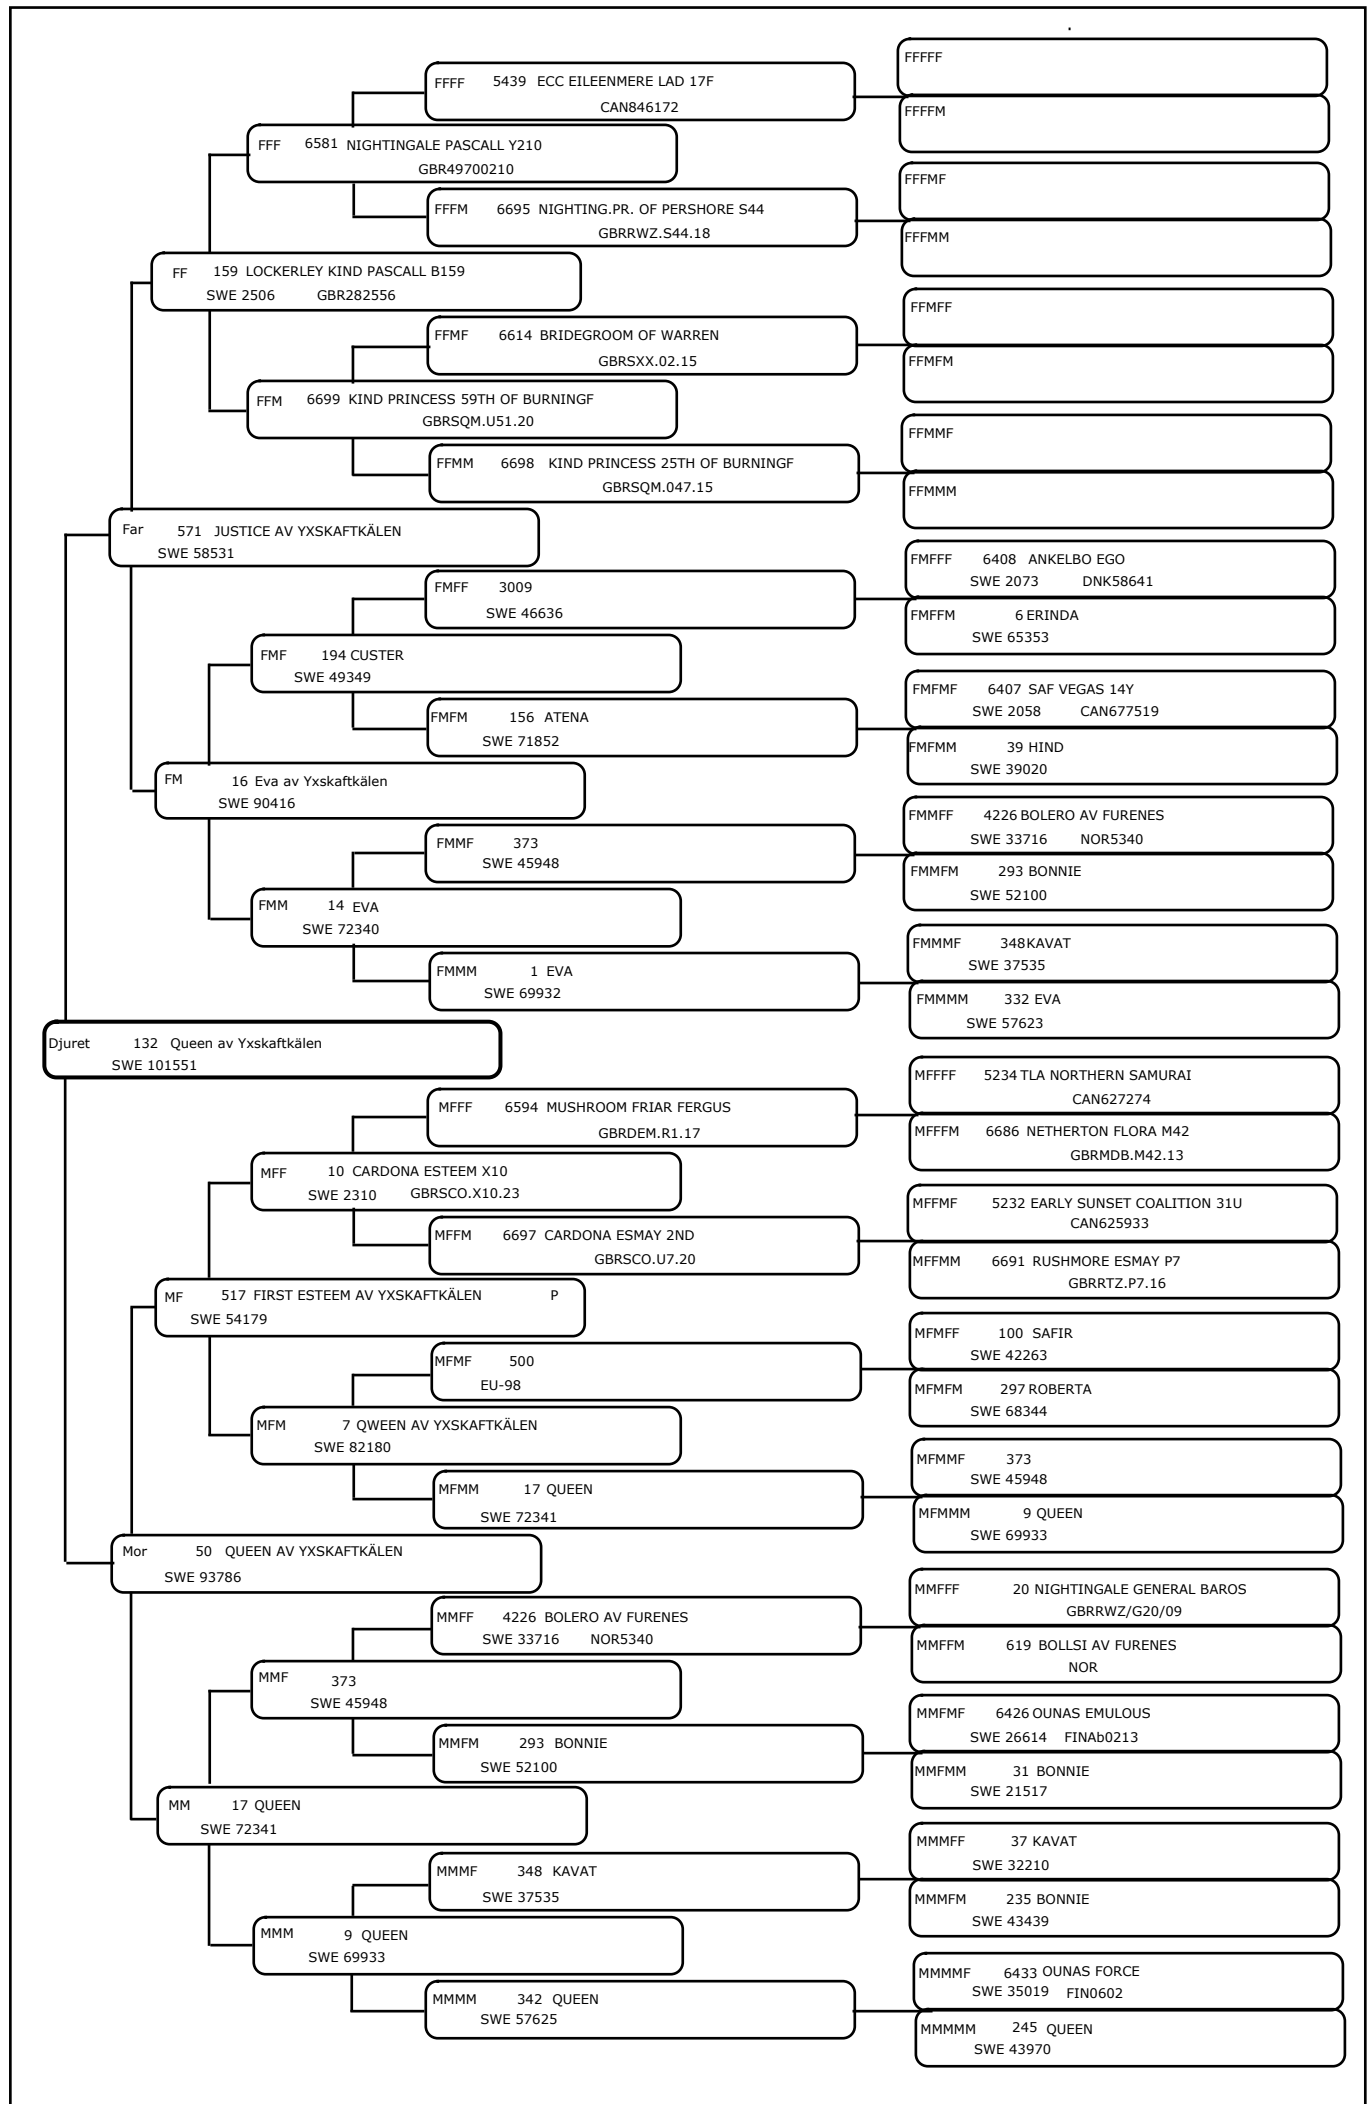 FFFFF
FFFF 5439 ECC EILEENMERE LAD 17F
CAN846172
FFFFM
FFF 6581 NIGHTINGALE PASCALL Y210
GBR49700210
FFFMF
FFFM 6695 NIGHTING.PR. OF PERSHORE S44
GBRRWZ.S44.18
FFFMM
FF 159 LOCKERLEY KIND PASCALL B159
SWE 2506 GBR282556
FFMFF
FFMF 6614 BRIDEGROOM OF WARREN
GBRSXX.02.15
FFMFM
FFM 6699 KIND PRINCESS 59TH OF BURNINGF
GBRSQM.U51.20
FFMMF
FFMM 6698 KIND PRINCESS 25TH OF BURNINGF
GBRSQM.047.15
FFMMM
Far 571 JUSTICE AV YXSKAFTKÄLEN
SWE 58531
FMFFF 6408 ANKELBO EGO
SWE 2073 DNK58641
FMFF 3009
SWE 46636
FMFFM 6 ERINDA
SWE 65353
FMF 194 CUSTER
SWE 49349
FMFMF 6407 SAF VEGAS 14Y
SWE 2058 CAN677519
FMFM 156 ATENA
SWE 71852
FMFMM 39 HIND
SWE 39020
FM 16 Eva av Yxskaftkälen
SWE 90416
FMMFF 4226 BOLERO AV FURENES
SWE 33716 NOR5340
FMMF 373
SWE 45948
FMMFM 293 BONNIE
SWE 52100
FMM 14 EVA
SWE 72340
FMMMF 348 KAVAT
SWE 37535
FMMM 1 EVA
SWE 69932
FMMMM 332 EVA
SWE 57623
Djuret 132 Queen av Yxskaftkälen
SWE 101551
MFFFF 5234 TLA NORTHERN SAMURAI
CAN627274
MFFF 6594 MUSHROOM FRIAR FERGUS
GBRDEM.R1.17
MFFFM 6686 NETHERTON FLORA M42
GBRMDB.M42.13
MFF 10 CARDONA ESTEEM X10
SWE 2310 GBRSCO.X10.23
MFFMF 5232 EARLY SUNSET COALITION 31U
CAN625933
MFFM 6697 CARDONA ESMAY 2ND
GBRSCO.U7.20
MFFMM 6691 RUSHMORE ESMAY P7
GBRRTZ.P7.16
MF 517 FIRST ESTEEM AV YXSKAFTKÄLEN P
SWE 54179
MFMFF 100 SAFIR
SWE 42263
MFMF 500
EU-98
MFMFM 297 ROBERTA
SWE 68344
MFM 7 QWEEN AV YXSKAFTKÄLEN
SWE 82180
MFMMF 373
SWE 45948
MFMM 17 QUEEN
SWE 72341
MFMMM 9 QUEEN
SWE 69933
Mor 50 QUEEN AV YXSKAFTKÄLEN
SWE 93786
MMFFF 20 NIGHTINGALE GENERAL BAROS
GBRRWZ/G20/09
MMFF 4226 BOLERO AV FURENES
SWE 33716 NOR5340
MMFFM 619 BOLLSI AV FURENES
NOR
MMF 373
SWE 45948
MMFMF 6426 OUNAS EMULOUS
SWE 26614 FINAb0213
MMFM 293 BONNIE
SWE 52100
MMFMM 31 BONNIE
SWE 21517
MM 17 QUEEN
SWE 72341
MMMFF 37 KAVAT
SWE 32210
MMMF 348 KAVAT
SWE 37535
MMMFM 235 BONNIE
SWE 43439
MMM 9 QUEEN
SWE 69933
MMMMF 6433 OUNAS FORCE
SWE 35019 FIN0602
MMMM 342 QUEEN
SWE 57625
MMMMM 245 QUEEN
SWE 43970